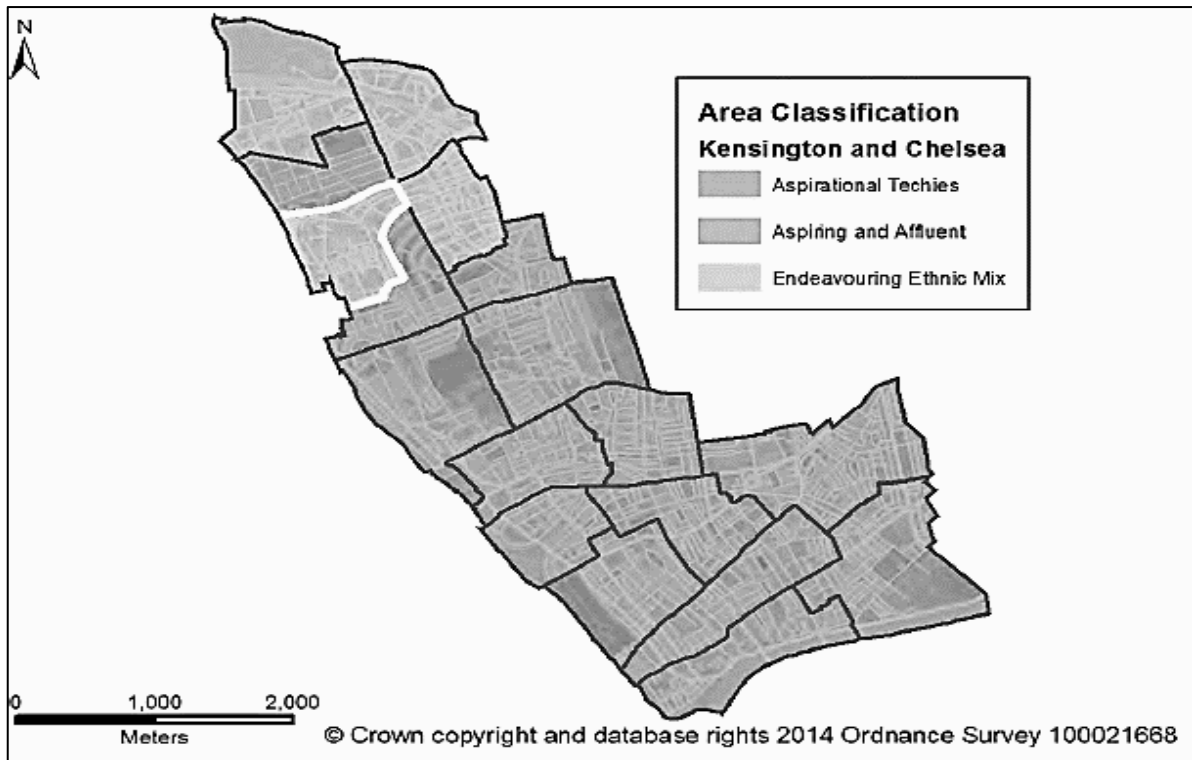 N
Area Classification
Kensington and Chelsea
Aspirational Techies
Aspiring and Affluent
Endeavouring Ethnic Mix
0 1,000 2,000
Meters
© Crown copyright and database rights 2014 Ordnance Survey 100021668